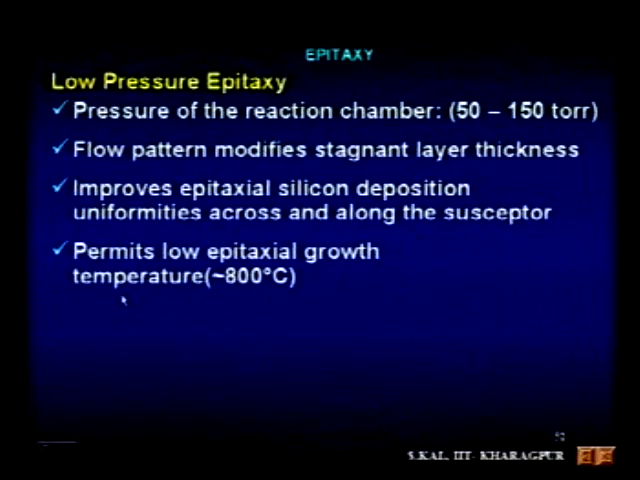 EPITAXY
Low Pressure Epitaxy
✓ Pressure of the reaction chamber: (50 – 150 torr)
✓ Flow pattern modifies stagnant layer thickness
✓ Improves epitaxial silicon deposition
uniformities across and along the susceptor
✓ Permits low epitaxial growth
temperature(~800°C)
S.KAL, IIT- KHARAGPUR